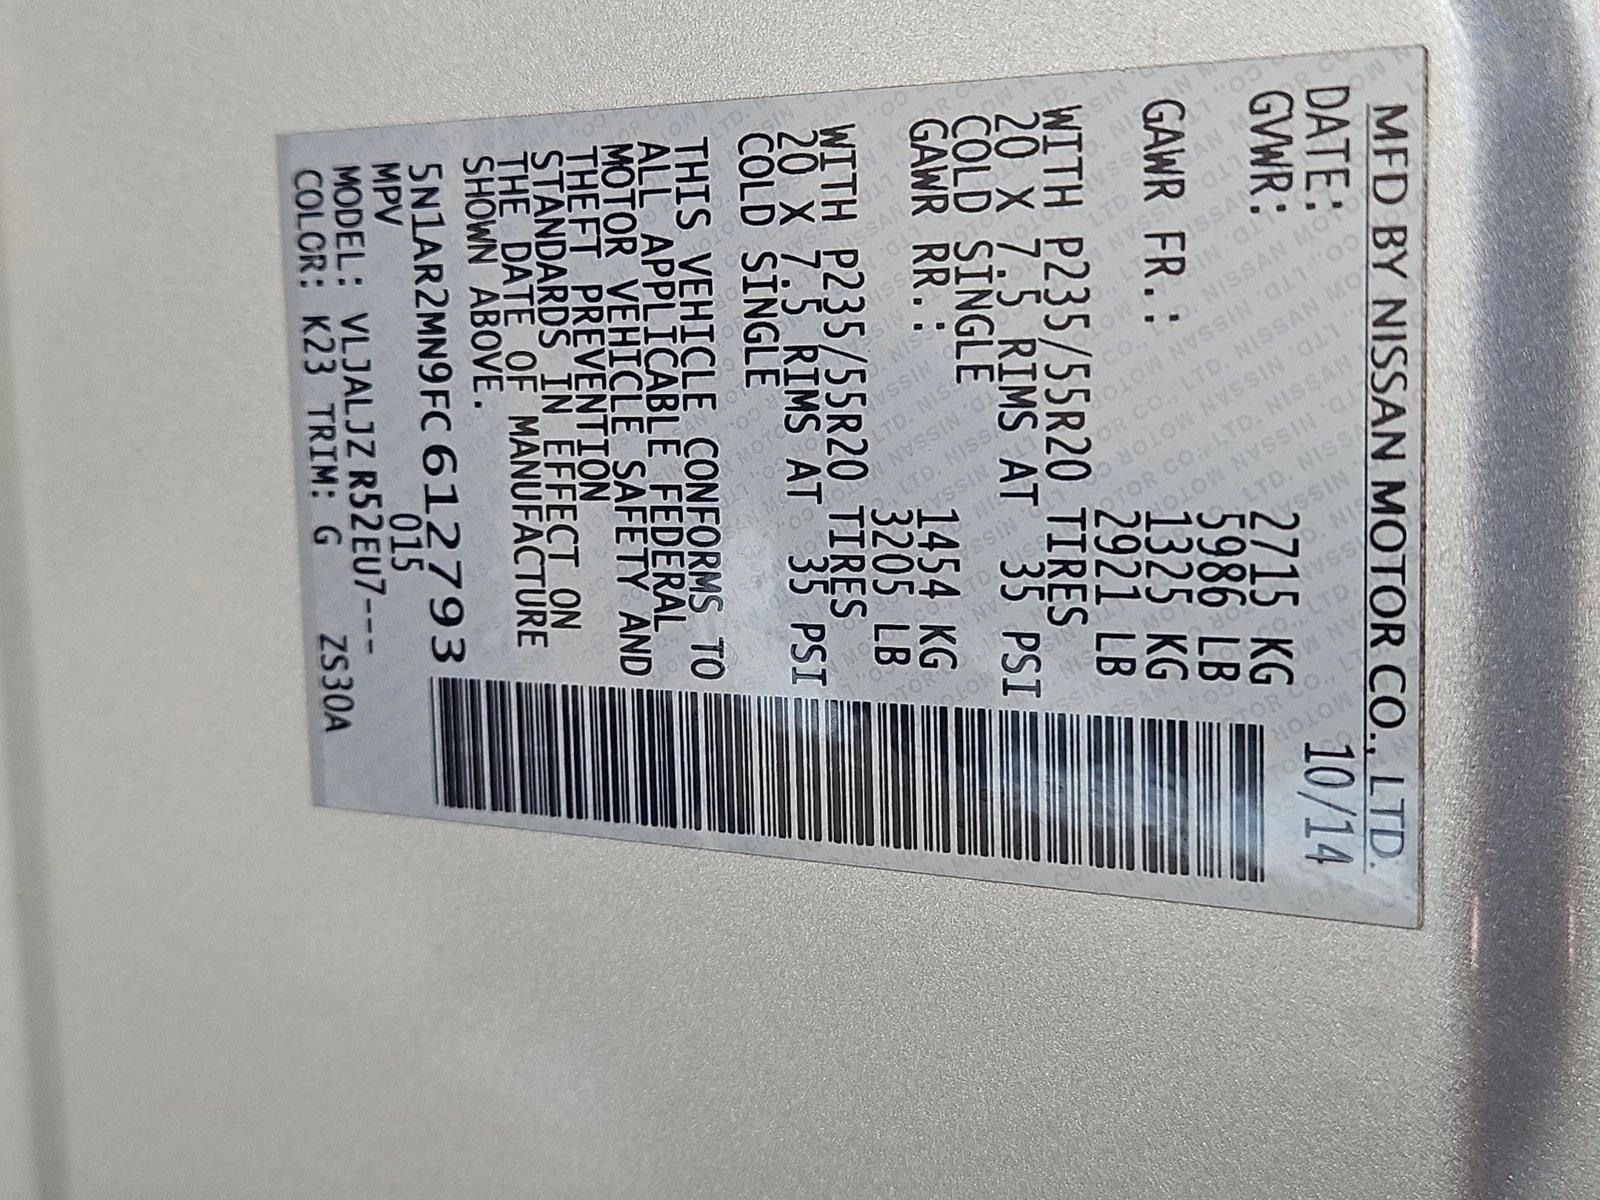 MFD BY NISSAN MOTOR CO., LTD.
DATE: 10/14
GVWR: 2715 KG
5986 LB
GAWR FR.: 1325 KG
2921 LB
WITH P235/55R20 TIRES
20 X 7.5 RIMS AT 35 PSI
COLD SINGLE
GAWR RR.: 1454 KG
3205 LB
WITH P235/55R20 TIRES
20 X 7.5 RIMS AT 35 PSI
COLD SINGLE
THIS VEHICLE CONFORMS TO
ALL APPLICABLE FEDERAL
MOTOR VEHICLE SAFETY AND
THEFT PREVENTION
STANDARDS IN EFFECT ON
THE DATE OF MANUFACTURE
SHOWN ABOVE.
5N1AR2MN9FC612793
MPV 015
MODEL: VLJALJZ R52EU7---
COLOR: K23 TRIM: G ZS30A